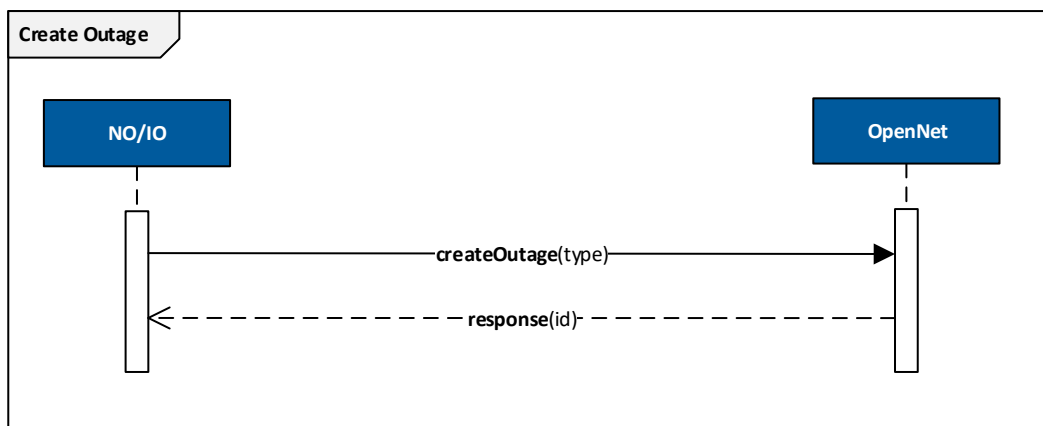 Create Outage
NO/IO
OpenNet
createOutage(type)
response(id)